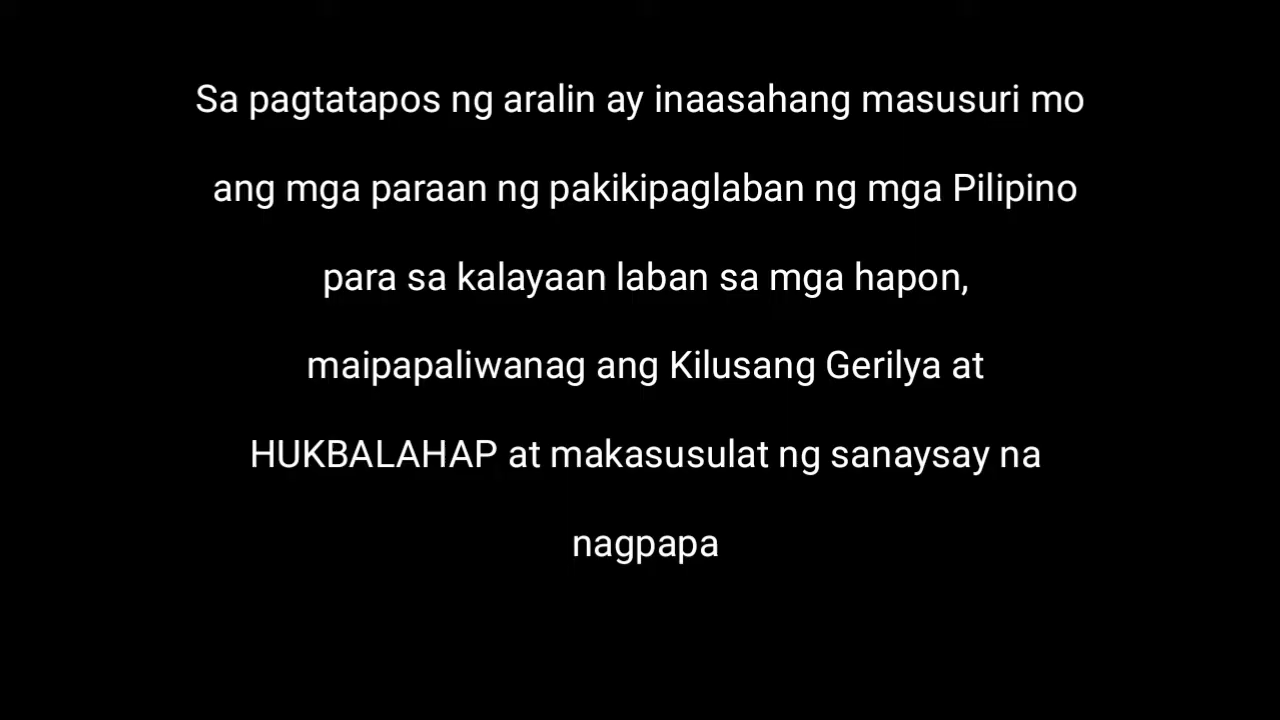 Sa pagtatapos ng aralin ay inaasahang masusuri mo
ang mga paraan ng pakikipaglaban ng mga Pilipino
para sa kalayaan laban sa mga hapon,
maipapaliwanag ang Kilusang Gerilya at
HUKBALAHAP at makasusulat ng sanaysay na
nagpapa